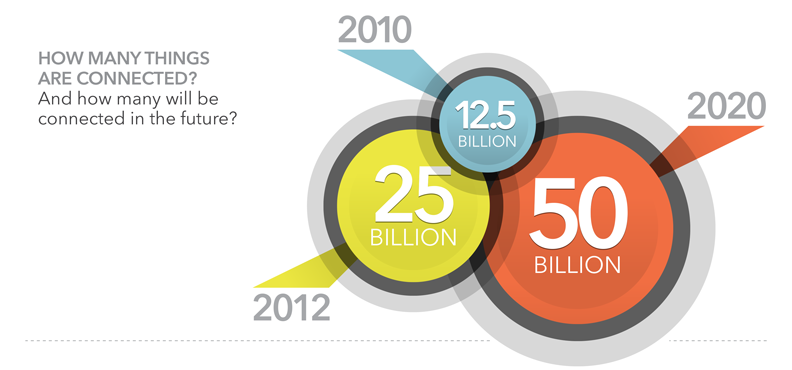 HOW MANY THINGS
ARE CONNECTED?
And how many will be
connected in the future?
2010
12.5
BILLION
2020
25
BILLION
50
BILLION
2012